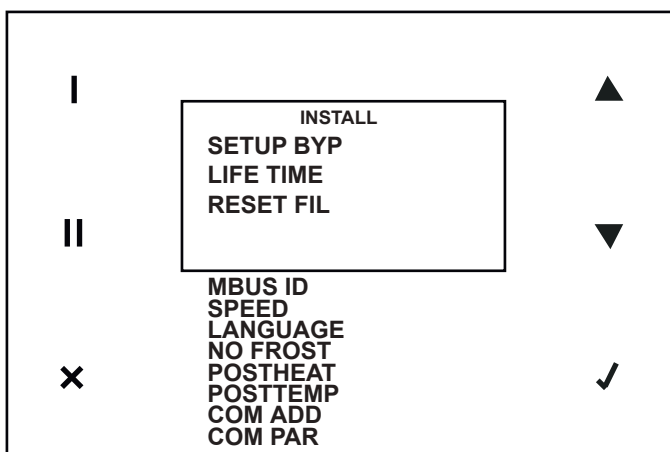 I
INSTALL
SETUP BYP
LIFE TIME
RESET FIL
II
MBUS ID
SPEED
LANGUAGE
NO FROST
POSTHEAT
POSTTEMP
COM ADD
COM PAR